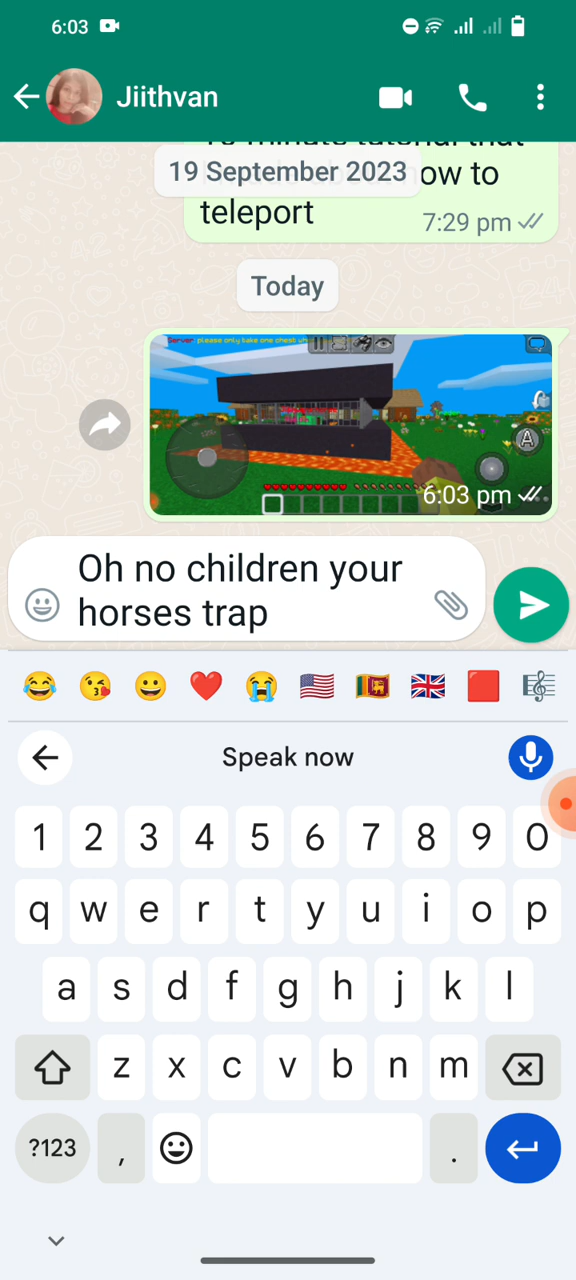 6:03
Jiithvan
19 September 2023
ow to
teleport
7:29 pm
Today
Server please only take one chest wh
A
6:03 pm
Oh no children your
horses trap
Speak now
1 2 3 4 5 6 7 8 9 0
q w e r t y u i o p
a s d f g h j k l
z x c v b n m
?123 , .